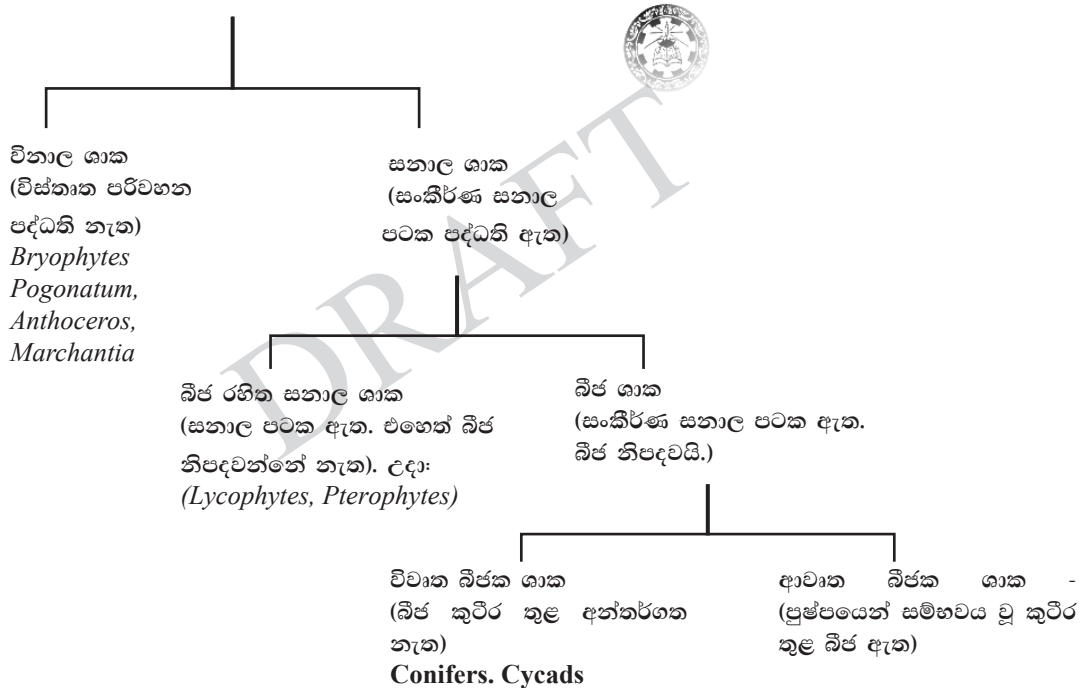 විනාල ශාක
(විස්තෘත පරිවහන
පද්ධති නැත)
Bryophytes
Pogonatum,
Anthoceros,
Marchantia
සනාල ශාක
(සංකීර්ණ සනාල
පටක පද්ධති ඇත)
DRAFT
බීජ රහිත සනාල ශාක
(සනාල පටක ඇත. එහෙත් බීජ
නිපදවන්නේ නැත). උදා:
(Lycophytes, Pterophytes)
බීජ ශාක
(සංකීර්ණ සනාල පටක ඇත.
බීජ නිපදවයි.)
විවෘත බීජක ශාක
(බීජ කුටීර තුළ අන්තර්ගත
නැත)
Conifers. Cycads
ආවෘත බීජක ශාක -
(පුෂ්පයෙන් සම්භවය වූ කුටීර
තුළ බීජ ඇත)